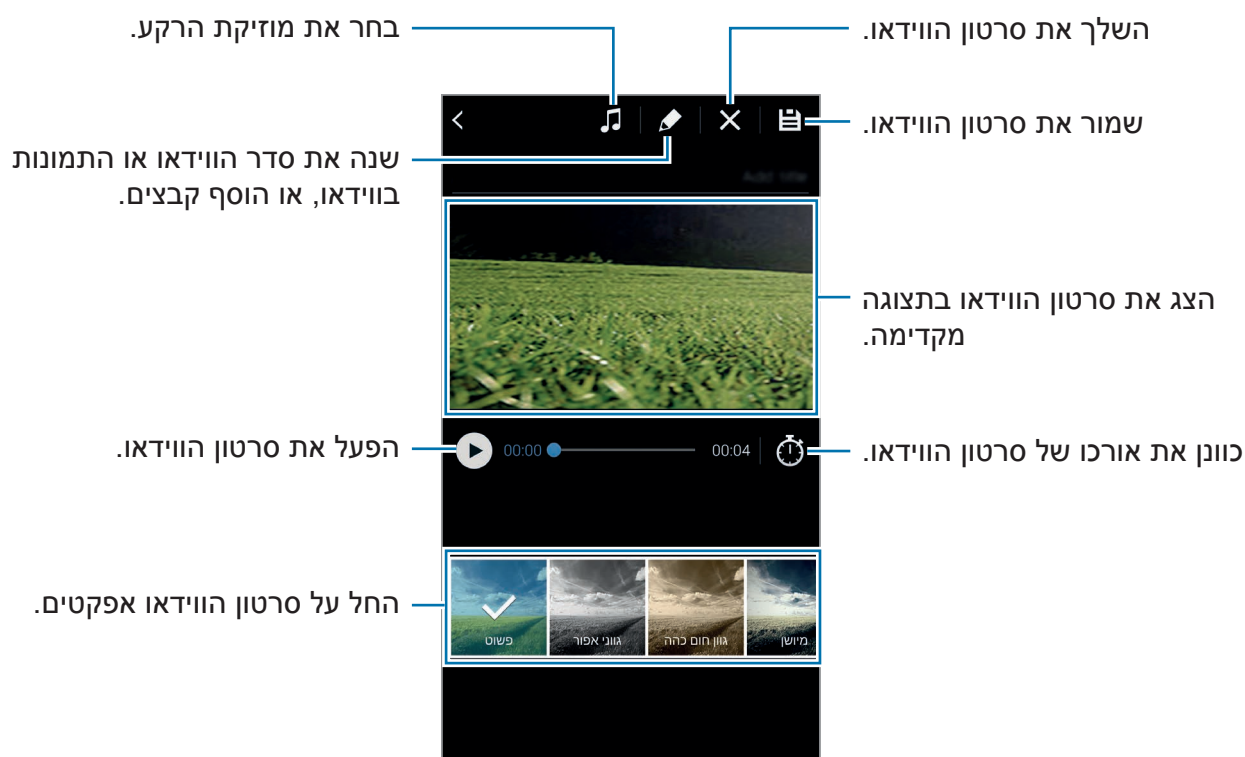 השלך את סרטון הווידאו.
בחר את מוזיקת הרקע.
שמור את סרטון הווידאו.
שנה את סדר הווידאו או התמונות
בווידאו, או הוסף קבצים.
Add title
הצג את סרטון הווידאו בתצוגה
מקדימה.
הפעל את סרטון הווידאו.
00:00
00:04
כוונן את אורכו של סרטון הווידאו.
החל על סרטון הווידאו אפקטים.
פשוט
גווני אפור
גוון חום כהה
מיושן